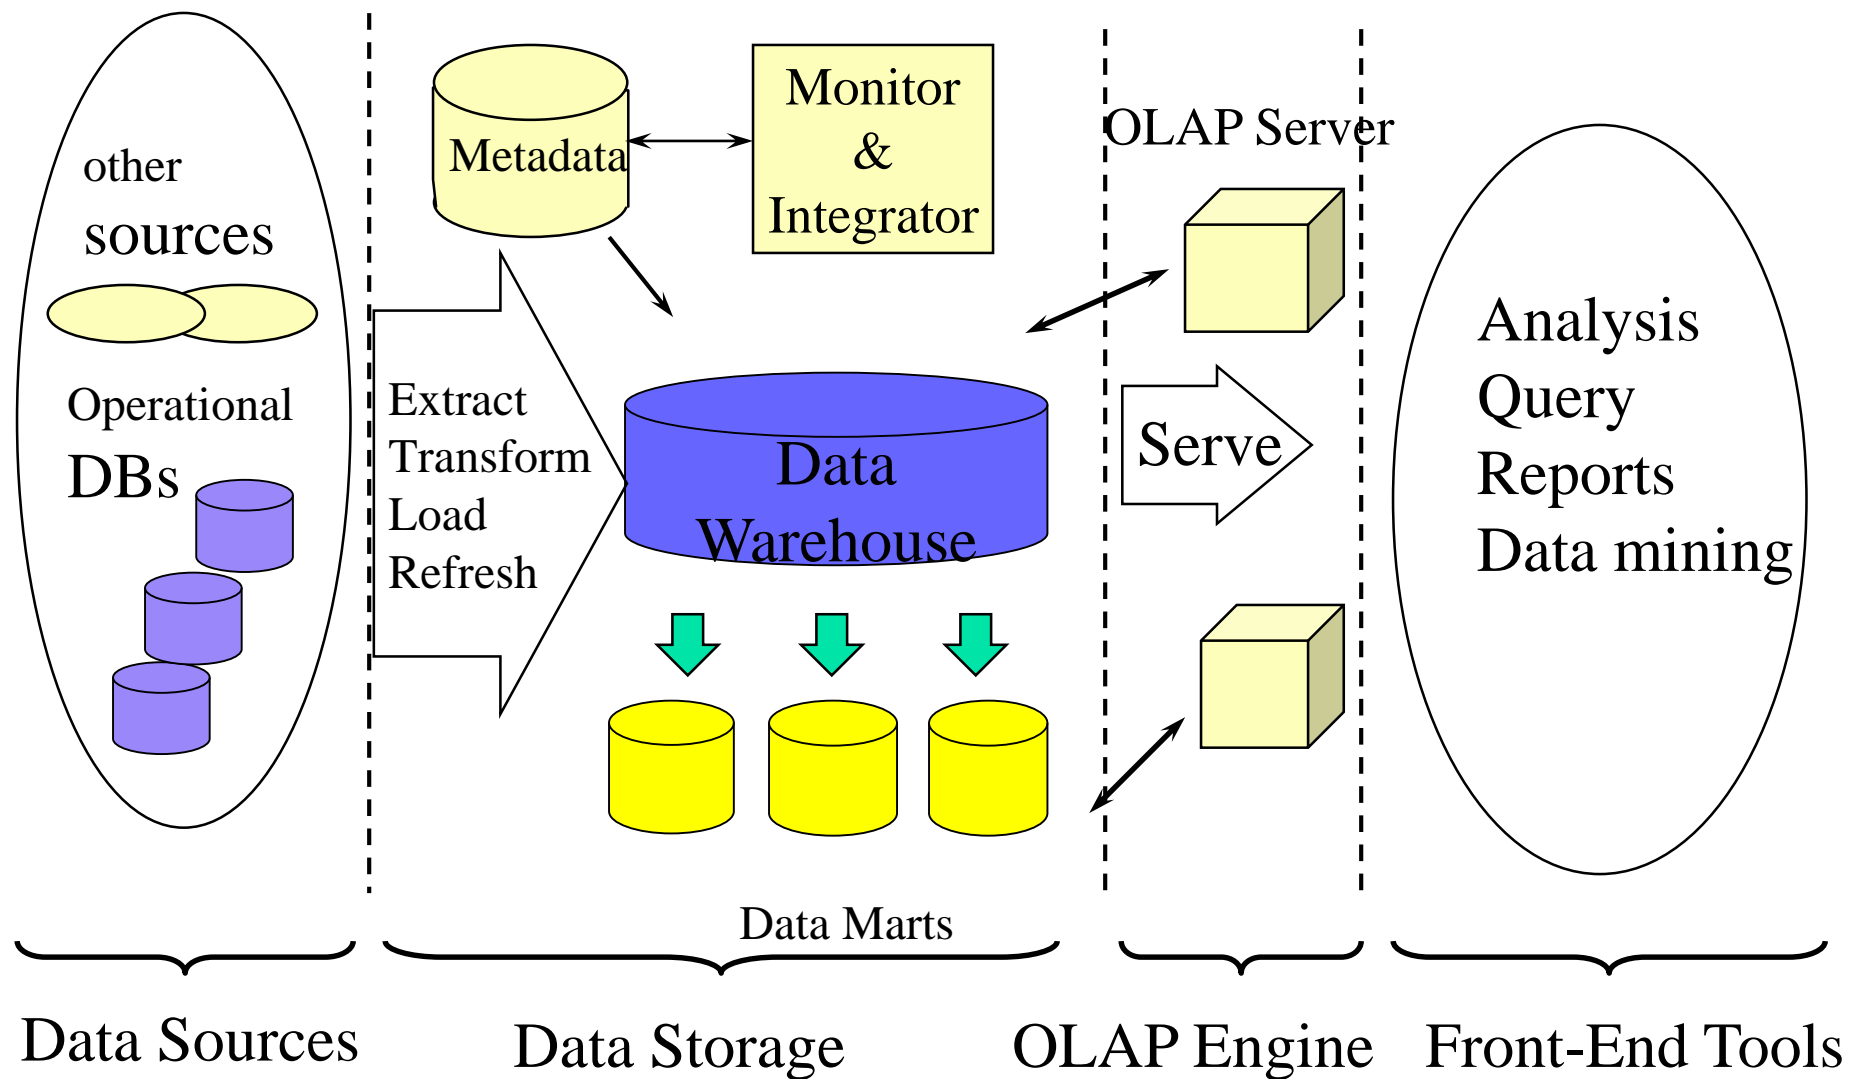 other
sources
Operational
DBs
Extract
Transform
Load
Refresh
Metadata
Monitor
&
Integrator
Data
Warehouse
Data Marts
OLAP Server
Serve
Analysis
Query
Reports
Data mining
Data Sources
Data Storage
OLAP Engine
Front-End Tools